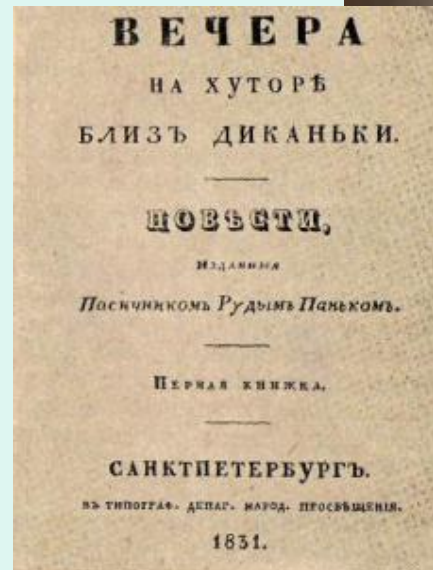 ВЕЧЕРА
НА ХУТОРѢ
БЛИЗЪ ДИКАНЬКИ.
ПОВѢСТИ,
ИЗДАННЫЯ
Пасичникомъ Рудымъ Панькомъ.
ПЕРВАЯ КНИЖКА.
САНКТПЕТЕРБУРГЪ.
ВЪ ТИПОГРАФ. ДЕПАР. НАРОД. ПРОСВѢЩЕНІЯ.
1831.